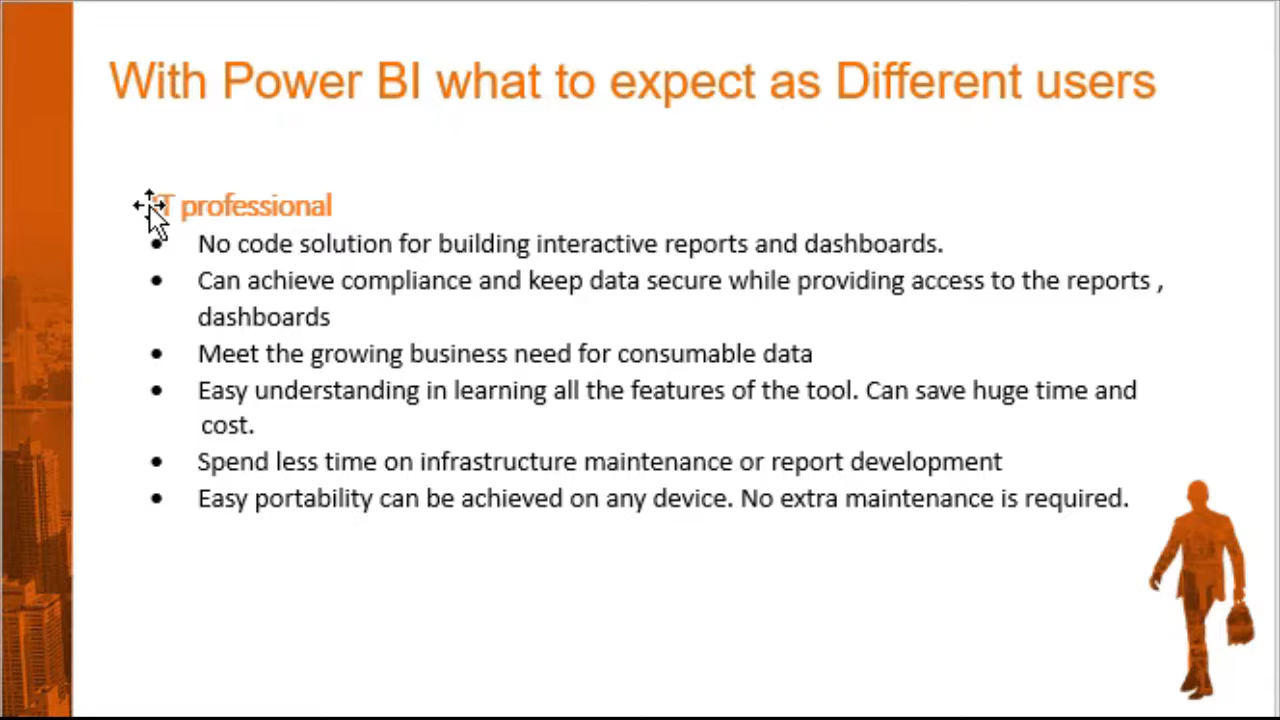 With Power BI what to expect as Different users
IT professional
• No code solution for building interactive reports and dashboards.
• Can achieve compliance and keep data secure while providing access to the reports ,
dashboards
• Meet the growing business need for consumable data
• Easy understanding in learning all the features of the tool. Can save huge time and
cost.
• Spend less time on infrastructure maintenance or report development
• Easy portability can be achieved on any device. No extra maintenance is required.